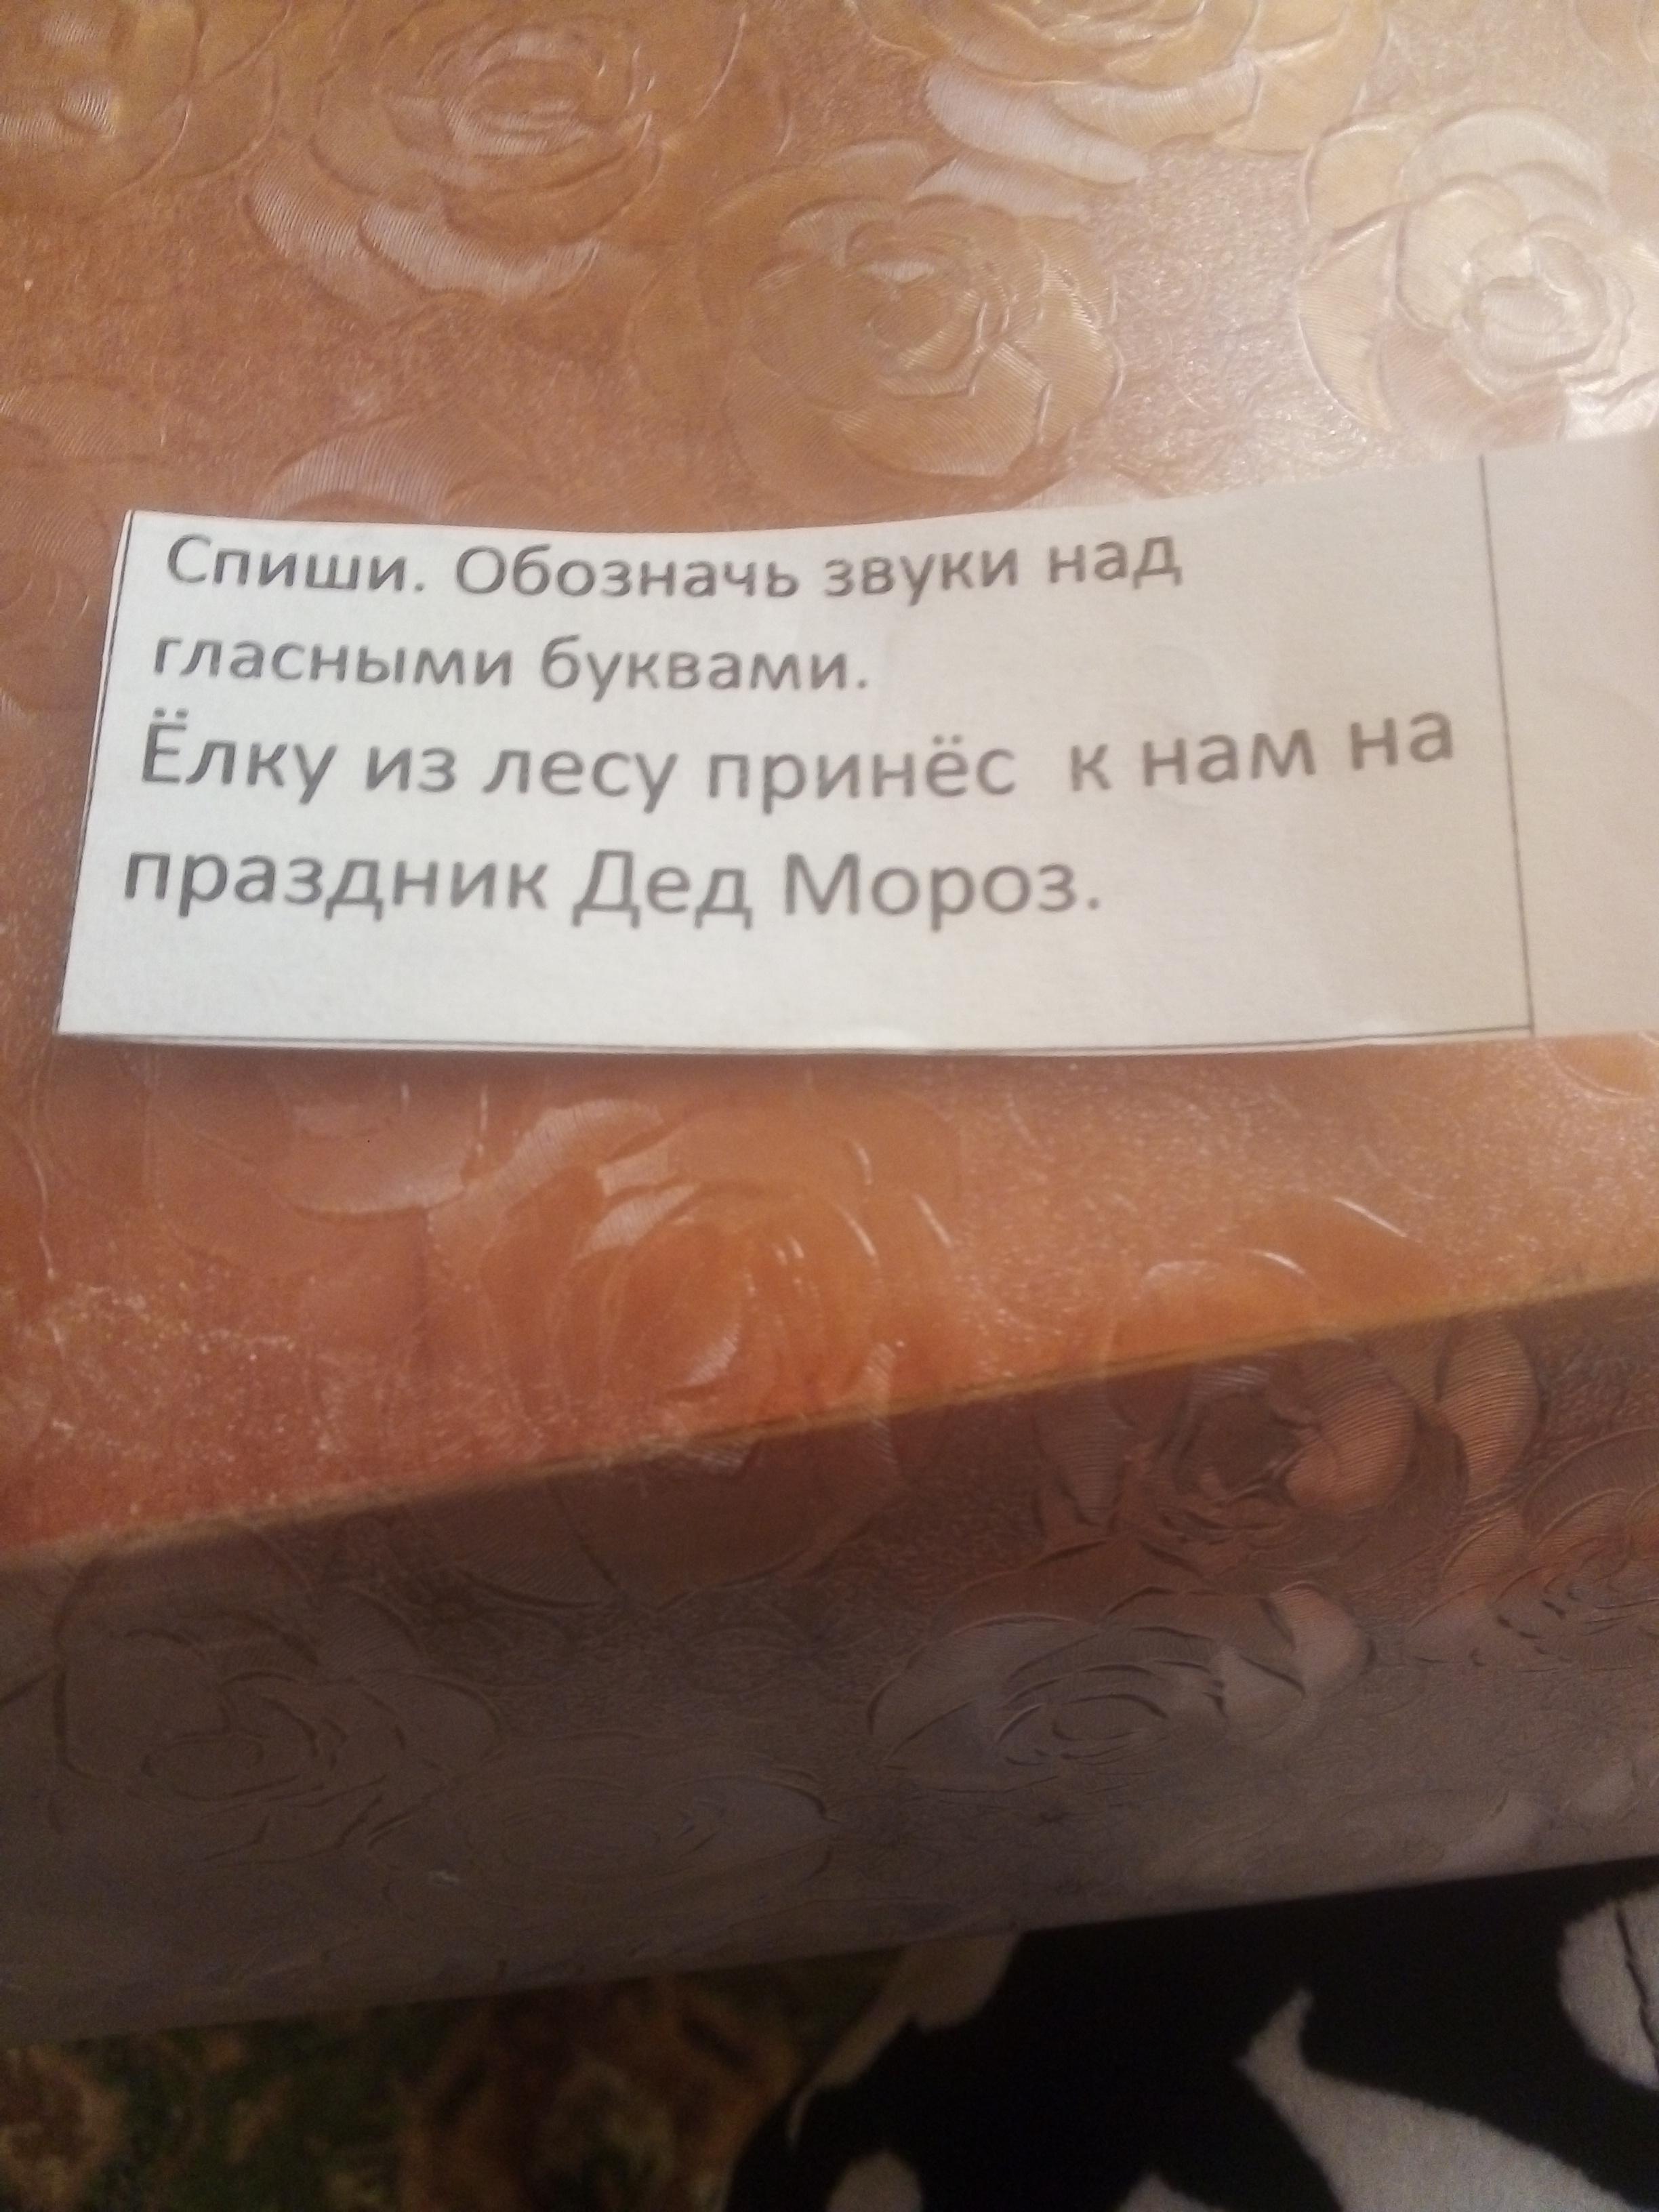 Спиши. Обозначь звуки над
гласными буквами.
Ёлку из лесу принёс  к нам на
праздник Дед Мороз.